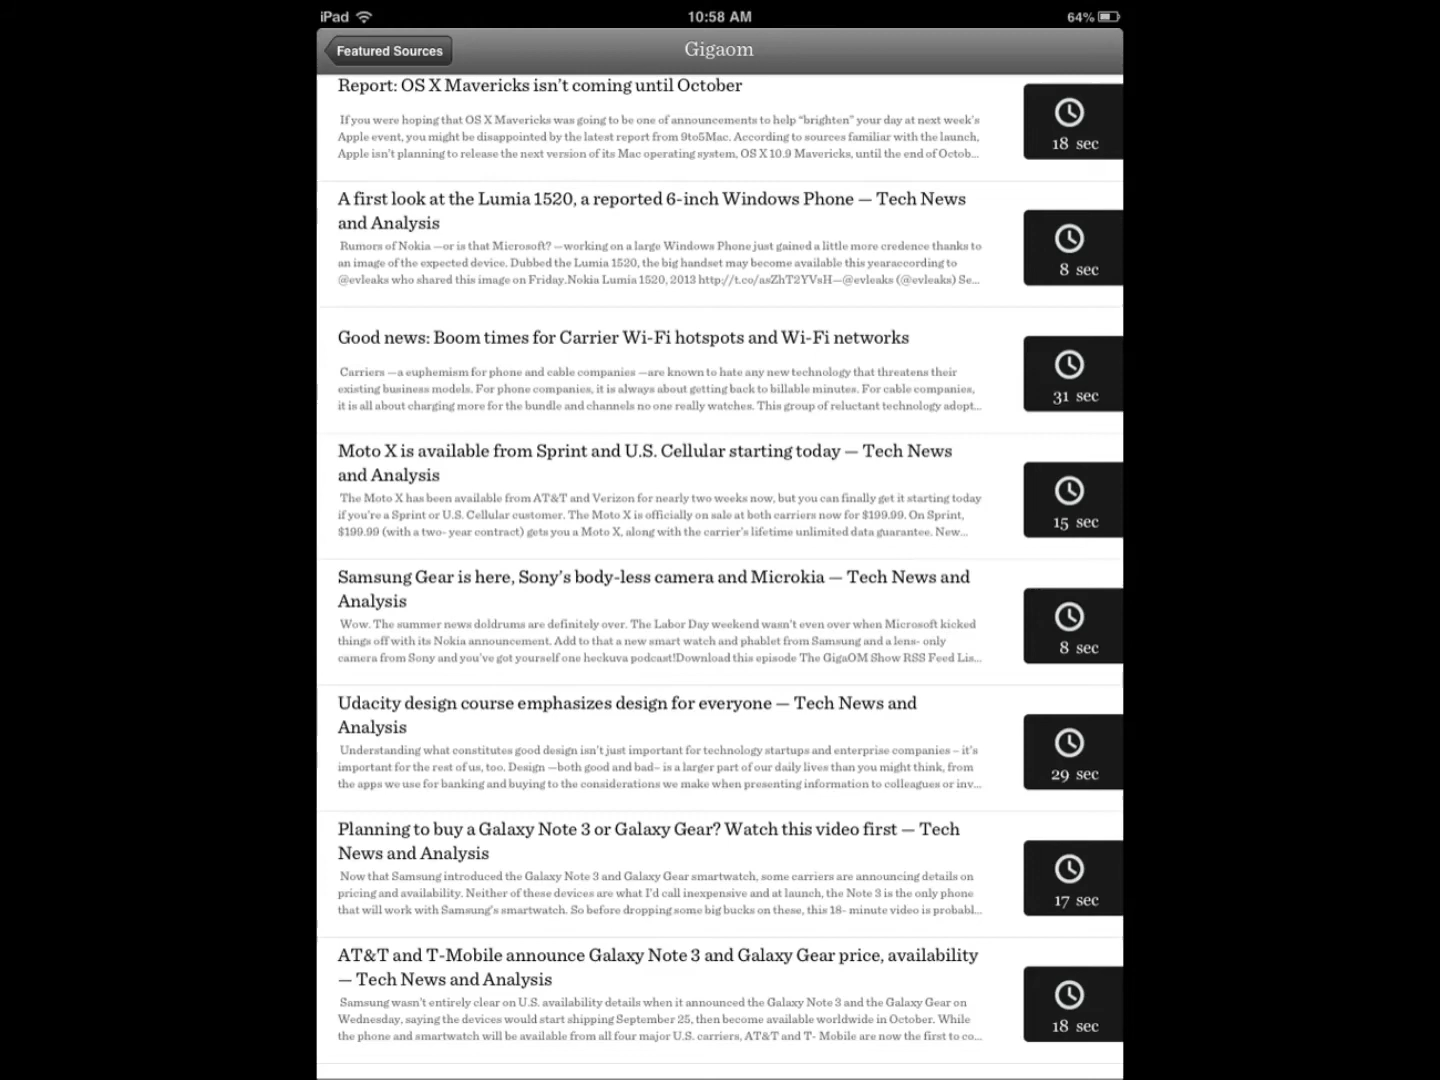 iPad 10:58 AM 64%
Featured Sources Gigaom
Report: OS X Mavericks isn't coming until October
If you were hoping that OS X Mavericks was going to be one of announcements to help “brighten” your day at next week's
Apple event, you might be disappointed by the latest report from 9to5Mac. According to sources familiar with the launch,
Apple isn't planning to release the next version of its Mac operating system, OS X 10.9 Mavericks, until the end of Octob...
18 sec
A first look at the Lumia 1520, a reported 6-inch Windows Phone — Tech News
and Analysis
Rumors of Nokia —or is that Microsoft? —working on a large Windows Phone just gained a little more credence thanks to
an image of the expected device. Dubbed the Lumia 1520, the big handset may become available this yearaccording to
@evleaks who shared this image on Friday.Nokia Lumia 1520, 2013 http://t.co/asZhT2YVsH—@evleaks (@evleaks) Se...
8 sec
Good news: Boom times for Carrier Wi-Fi hotspots and Wi-Fi networks
Carriers —a euphemism for phone and cable companies —are known to hate any new technology that threatens their
existing business models. For phone companies, it is always about getting back to billable minutes. For cable companies,
it is all about charging more for the bundle and channels no one really watches. This group of reluctant technology adopt...
31 sec
Moto X is available from Sprint and U.S. Cellular starting today — Tech News
and Analysis
The Moto X has been available from AT&T and Verizon for nearly two weeks now, but you can finally get it starting today
if you're a Sprint or U.S. Cellular customer. The Moto X is officially on sale at both carriers now for $199.99. On Sprint,
$199.99 (with a two- year contract) gets you a Moto X, along with the carrier's lifetime unlimited data guarantee. New...
15 sec
Samsung Gear is here, Sony's body-less camera and Microkia — Tech News and
Analysis
Wow. The summer news doldrums are definitely over. The Labor Day weekend wasn't even over when Microsoft kicked
things off with its Nokia announcement. Add to that a new smart watch and phablet from Samsung and a lens- only
camera from Sony and you've got yourself one heckuva podcast!Download this episode The GigaOM Show RSS Feed Lis...
8 sec
Udacity design course emphasizes design for everyone — Tech News and
Analysis
Understanding what constitutes good design isn't just important for technology startups and enterprise companies – it's
important for the rest of us, too. Design —both good and bad– is a larger part of our daily lives than you might think, from
the apps we use for banking and buying to the considerations we make when presenting information to colleagues or inv...
29 sec
Planning to buy a Galaxy Note 3 or Galaxy Gear? Watch this video first — Tech
News and Analysis
Now that Samsung introduced the Galaxy Note 3 and Galaxy Gear smartwatch, some carriers are announcing details on
pricing and availability. Neither of these devices are what I'd call inexpensive and at launch, the Note 3 is the only phone
that will work with Samsung's smartwatch. So before dropping some big bucks on these, this 18- minute video is probabl...
17 sec
AT&T and T-Mobile announce Galaxy Note 3 and Galaxy Gear price, availability
— Tech News and Analysis
Samsung wasn't entirely clear on U.S. availability details when it announced the Galaxy Note 3 and the Galaxy Gear on
Wednesday, saying the devices would start shipping September 25, then become available worldwide in October. While
the phone and smartwatch will be available from all four major U.S. carriers, AT&T and T- Mobile are now the first to co...
18 sec